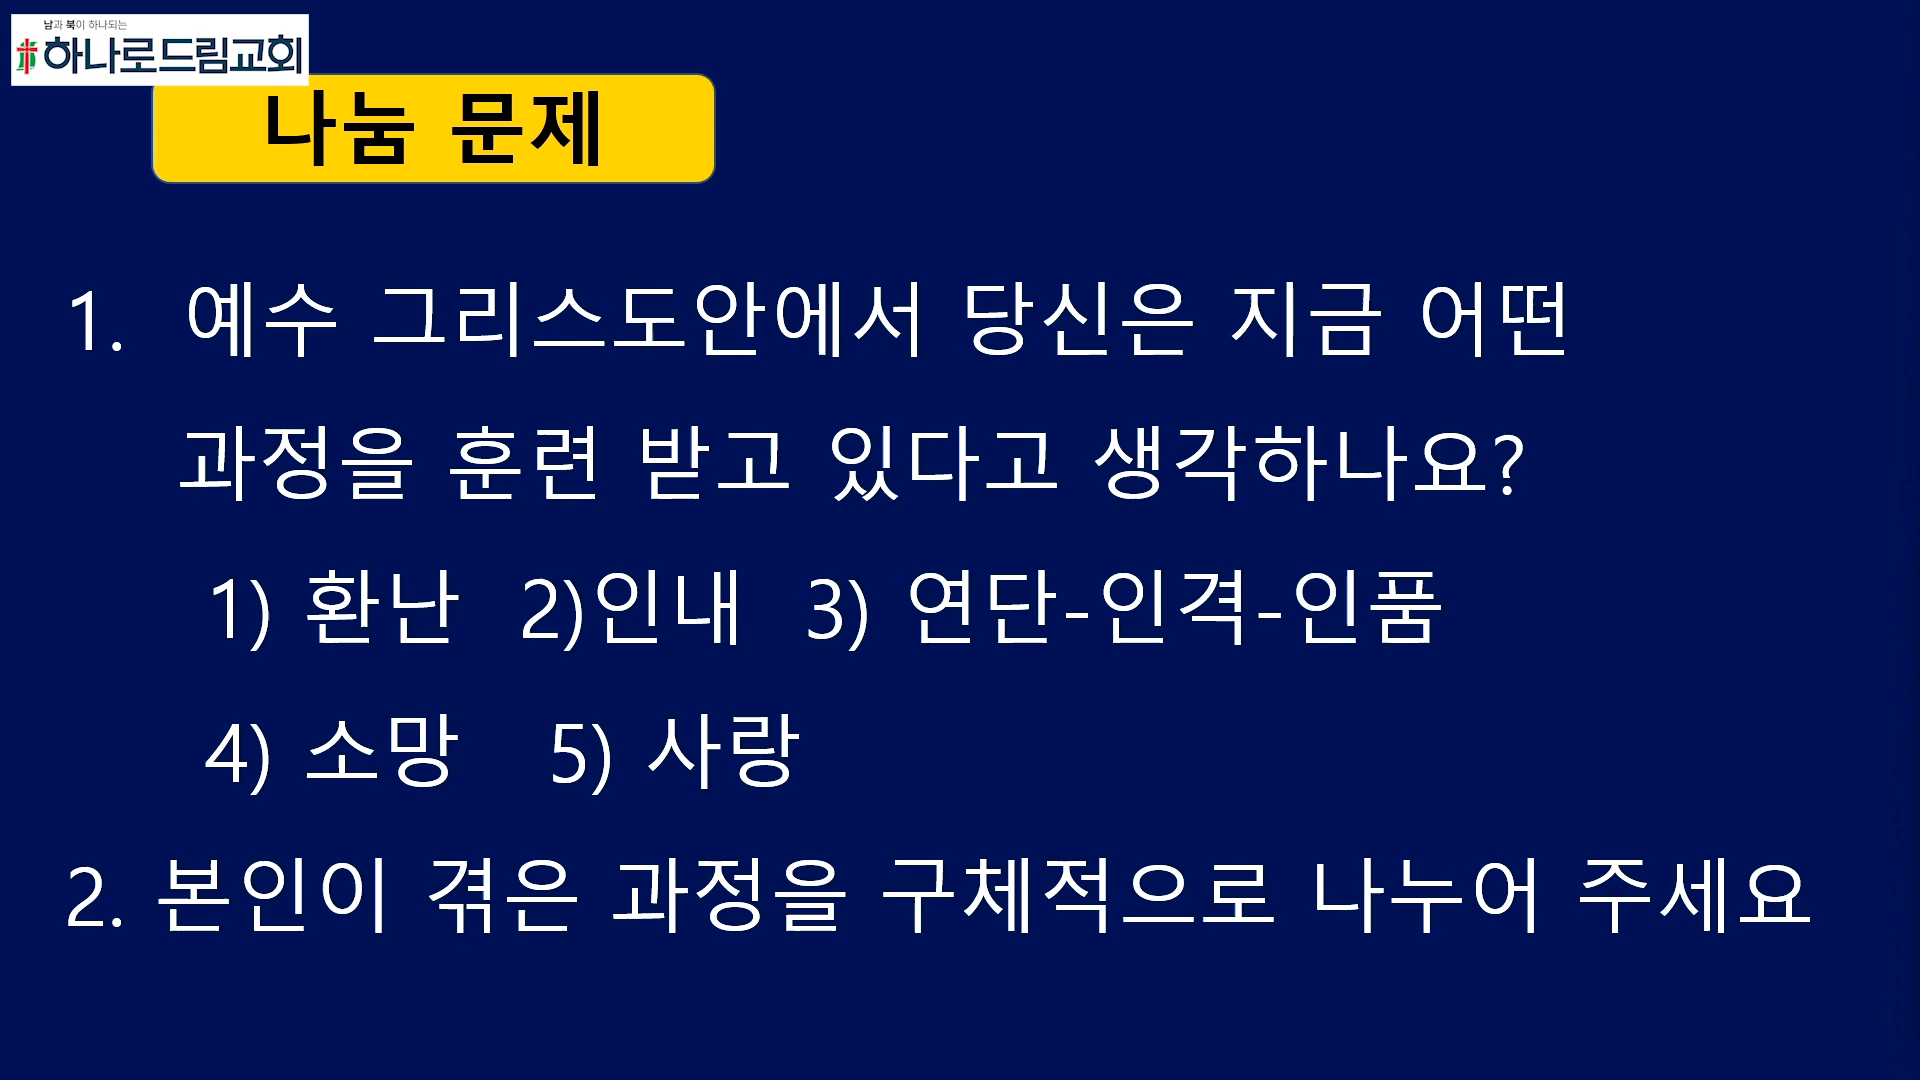 남과 북이 하나되는
하나로드림교회
나눔 문제
1. 예수 그리스도안에서 당신은 지금 어떤
과정을 훈련 받고 있다고 생각하나요?
1) 환난 2)인내 3) 연단-인격-인품
4) 소망 5) 사랑
2. 본인이 겪은 과정을 구체적으로 나누어 주세요